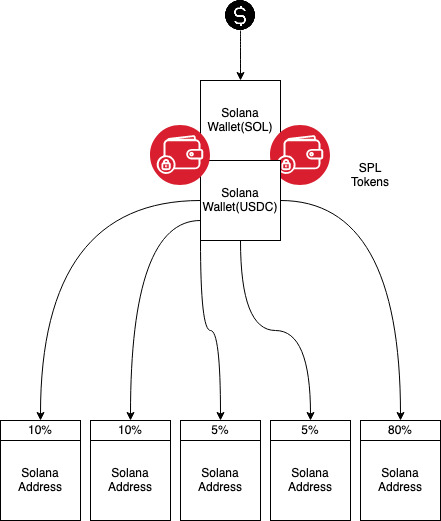 $
Solana
Wallet(SOL)
SPL
Tokens
Solana
Wallet(USDC)
10%
10%
5%
5%
80%
Solana
Address
Solana
Address
Solana
Address
Solana
Address
Solana
Address